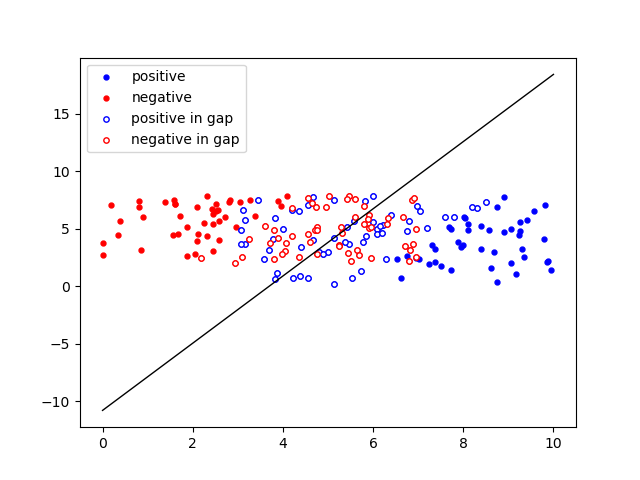 positive
negative
positive in gap
negative in gap
15
10
5
0
−5
−10
0 2 4 6 8 10